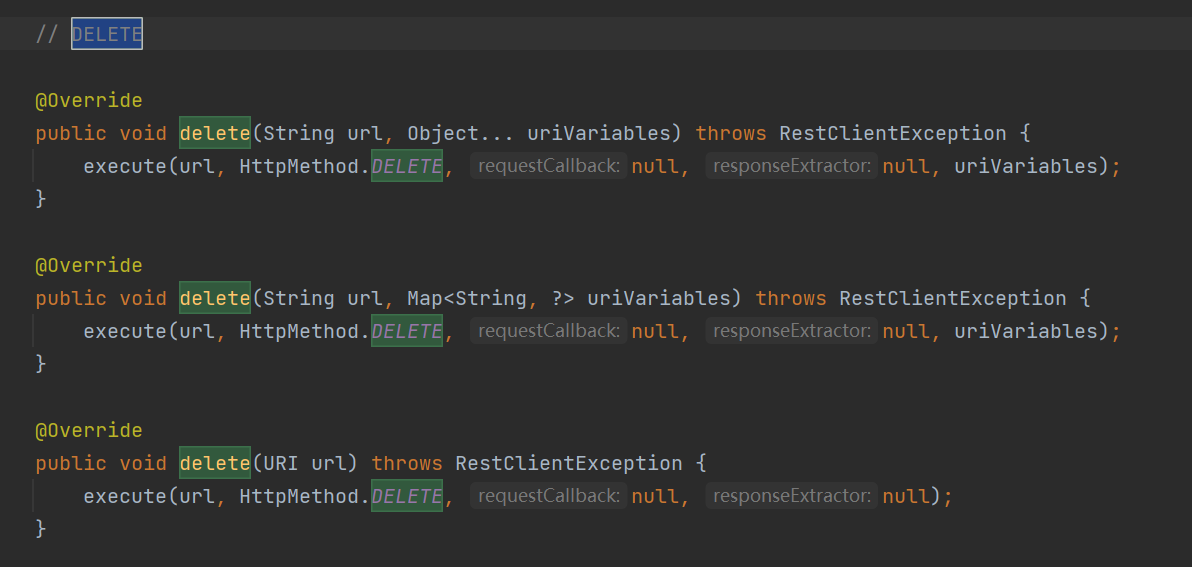 // DELETE
@Override
public void delete(String url, Object... uriVariables) throws RestClientException {
execute(url, HttpMethod.DELETE, requestCallback: null, responseExtractor: null, uriVariables);
}
@Override
public void delete(String url, Map<String, ?> uriVariables) throws RestClientException {
execute(url, HttpMethod.DELETE, requestCallback: null, responseExtractor: null, uriVariables);
}
@Override
public void delete(URI url) throws RestClientException {
execute(url, HttpMethod.DELETE, requestCallback: null, responseExtractor: null);
}